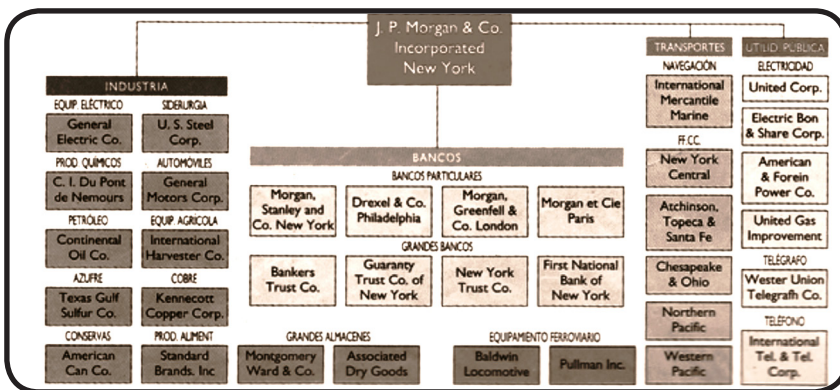 J. P. Morgan & Co.
Incorporated
New York
INDUSTRIA
EQUIP. ELÉCTRICO
General
Electric Co.
SIDERURGIA
U. S. Steel
Corp.
PROD. QUÍMICOS
C. I. Du Pont
de Nemours
AUTOMÓVILES
General
Motors Corp.
PETRÓLEO
Continental
Oil Co.
EQUIP. AGRÍCOLA
International
Harvester Co.
AZUFRE
Texas Gulf
Sulfur Co.
COBRE
Kennecott
Copper Corp.
CONSERVAS
American
Can Co.
PROD. ALIMENT
Standard
Brands. Inc
BANCOS
BANCOS PARTICULARES
Morgan,
Stanley and
Co. New York
Drexel & Co.
Philadelphia
Morgan,
Greenfell &
Co. London
Morgan et Cie
Paris
GRANDES BANCOS
Bankers
Trust Co.
Guaranty
Trust Co. of
New York
New York
Trust Co.
First National
Bank of
New York
GRANDES ALMACENES
Montgomery
Ward & Co.
Associated
Dry Goods
EQUIPAMIENTO FERROVIARIO
Baldwin
Locomotive
Pullman Inc.
TRANSPORTES
NAVEGACIÓN
International
Mercantile
Marine
FF.CC.
New York
Central
Atchinson,
Topeca &
Santa Fe
Chesapeake
& Ohio
Northern
Pacific
Western
Pacific
UTILID PÚBLICA
ELECTRICIDAD
United Corp.
Electric Bon
& Share Corp.
American
& Forein
Power Co.
United Gas
Improvement
TELÉGRAFO
Wester Union
Telegrafh Co.
TELÉFONO
International
Tel. & Tel.
Corp.